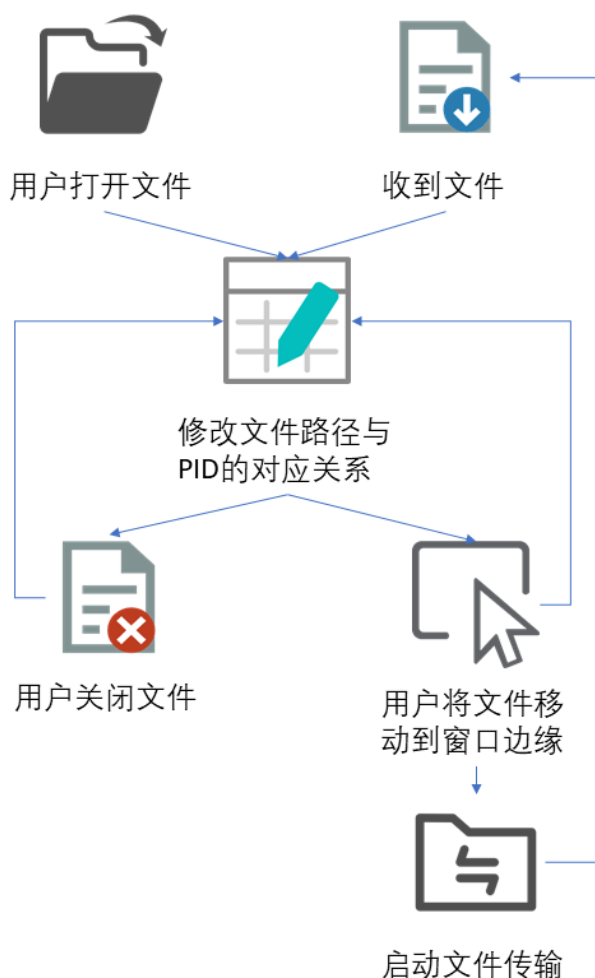 用户打开文件
收到文件
修改文件路径与
PID的对应关系
用户关闭文件
用户将文件移
动到窗口边缘
启动文件传输